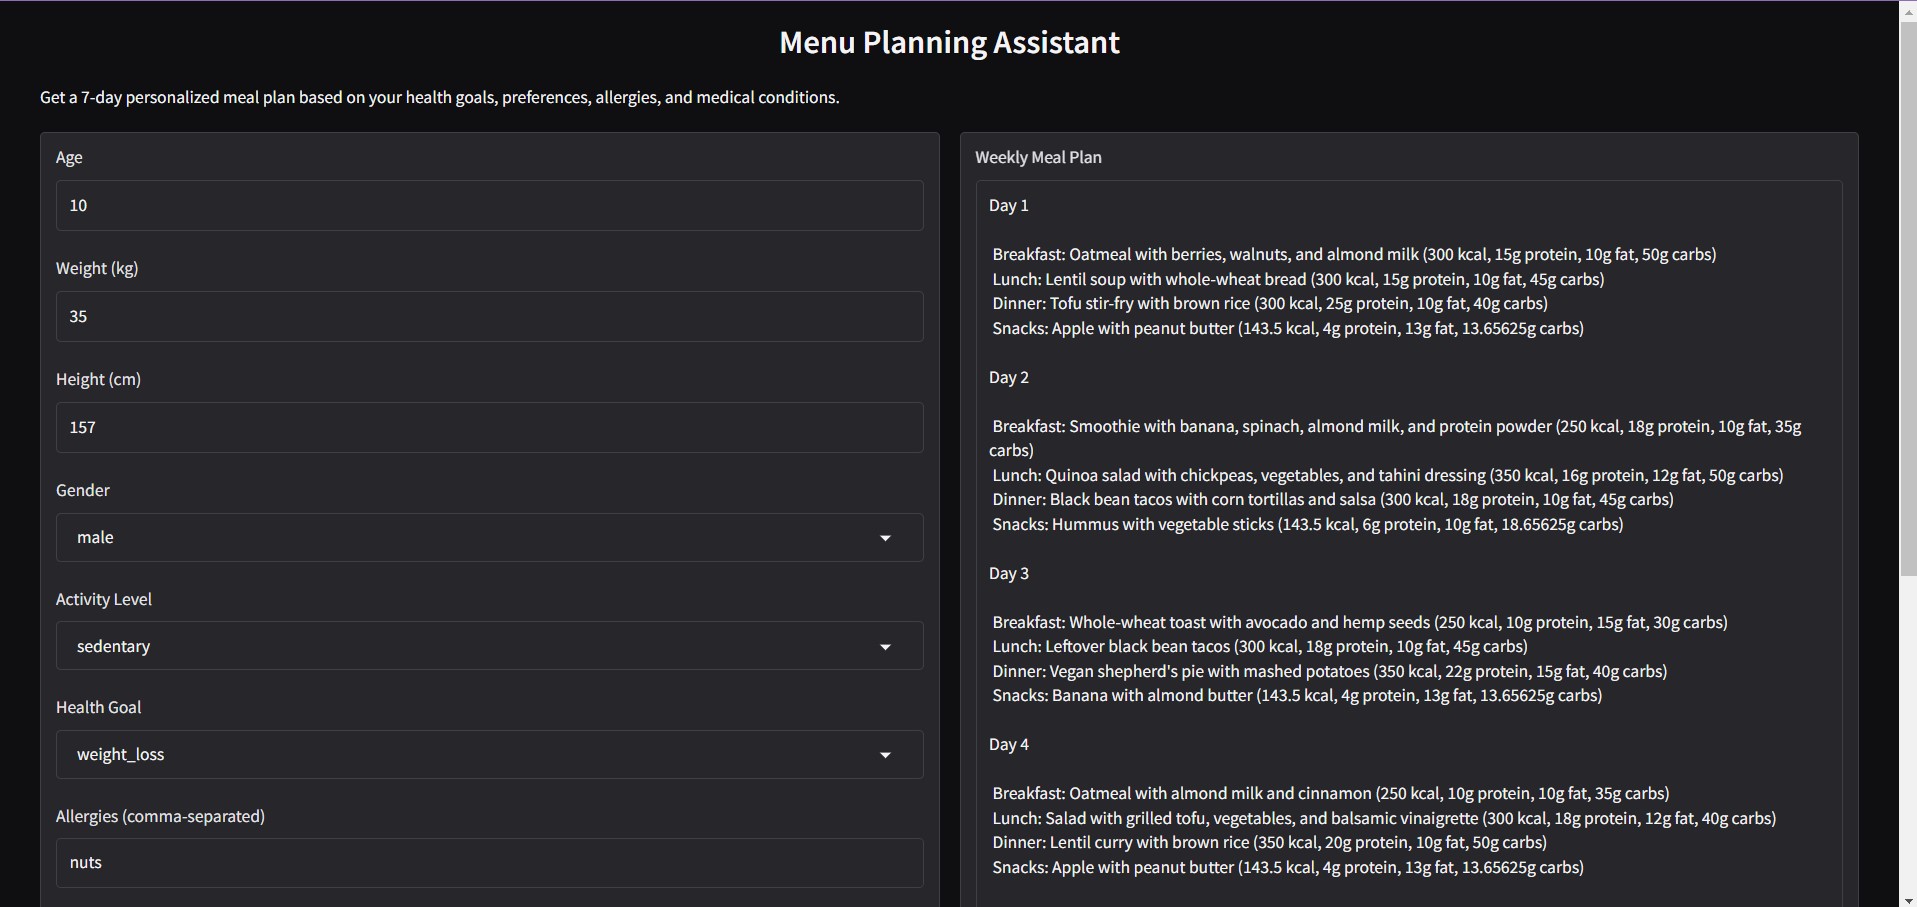 Menu Planning Assistant
Get a 7-day personalized meal plan based on your health goals, preferences, allergies, and medical conditions.
Age
10
Weight (kg)
35
Height (cm)
157
Gender
male
Activity Level
sedentary
Health Goal
weight_loss
Allergies (comma-separated)
nuts
Weekly Meal Plan
Day 1
Breakfast: Oatmeal with berries, walnuts, and almond milk (300 kcal, 15g protein, 10g fat, 50g carbs)
Lunch: Lentil soup with whole-wheat bread (300 kcal, 15g protein, 10g fat, 45g carbs)
Dinner: Tofu stir-fry with brown rice (300 kcal, 25g protein, 10g fat, 40g carbs)
Snacks: Apple with peanut butter (143.5 kcal, 4g protein, 13g fat, 13.65625g carbs)
Day 2
Breakfast: Smoothie with banana, spinach, almond milk, and protein powder (250 kcal, 18g protein, 10g fat, 35g
carbs)
Lunch: Quinoa salad with chickpeas, vegetables, and tahini dressing (350 kcal, 16g protein, 12g fat, 50g carbs)
Dinner: Black bean tacos with corn tortillas and salsa (300 kcal, 18g protein, 10g fat, 45g carbs)
Snacks: Hummus with vegetable sticks (143.5 kcal, 6g protein, 10g fat, 18.65625g carbs)
Day 3
Breakfast: Whole-wheat toast with avocado and hemp seeds (250 kcal, 10g protein, 15g fat, 30g carbs)
Lunch: Leftover black bean tacos (300 kcal, 18g protein, 10g fat, 45g carbs)
Dinner: Vegan shepherd's pie with mashed potatoes (350 kcal, 22g protein, 15g fat, 40g carbs)
Snacks: Banana with almond butter (143.5 kcal, 4g protein, 13g fat, 13.65625g carbs)
Day 4
Breakfast: Oatmeal with almond milk and cinnamon (250 kcal, 10g protein, 10g fat, 35g carbs)
Lunch: Salad with grilled tofu, vegetables, and balsamic vinaigrette (300 kcal, 18g protein, 12g fat, 40g carbs)
Dinner: Lentil curry with brown rice (350 kcal, 20g protein, 10g fat, 50g carbs)
Snacks: Apple with peanut butter (143.5 kcal, 4g protein, 13g fat, 13.65625g carbs)